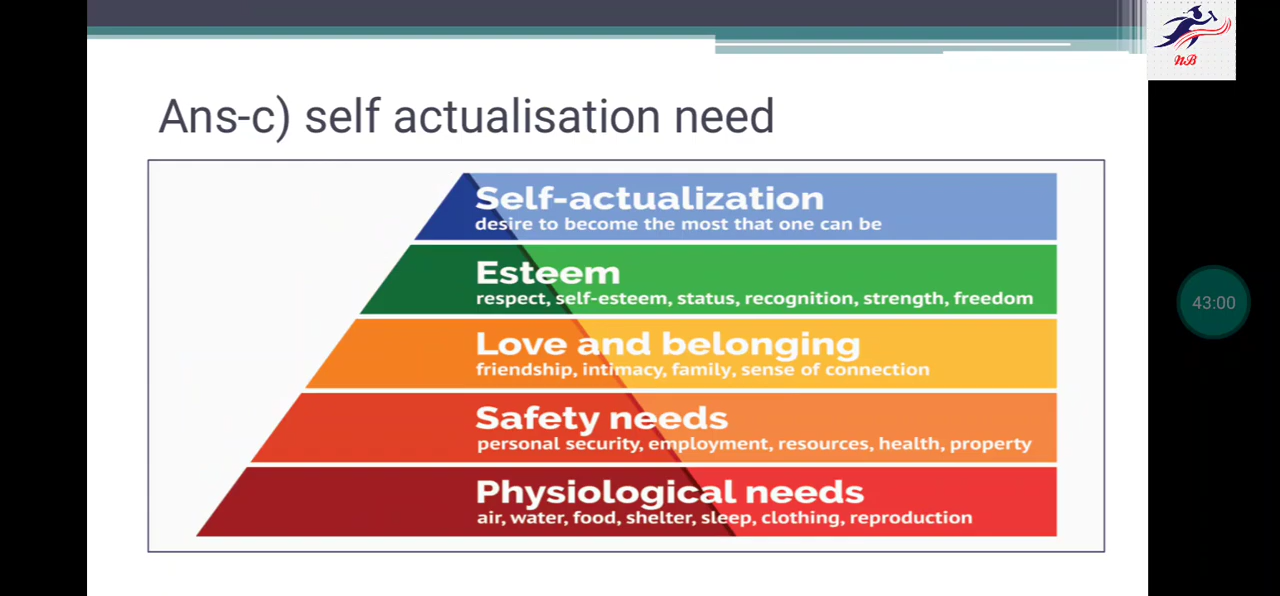 NB
Ans-c) self actualisation need
Self-actualization
desire to become the most that one can be
Esteem
respect, self-esteem, status, recognition, strength, freedom
Love and belonging
friendship, intimacy, family, sense of connection
43:00
Safety needs
personal security, employment, resources, health, property
Physiological needs
air, water, food, shelter, sleep, clothing, reproduction